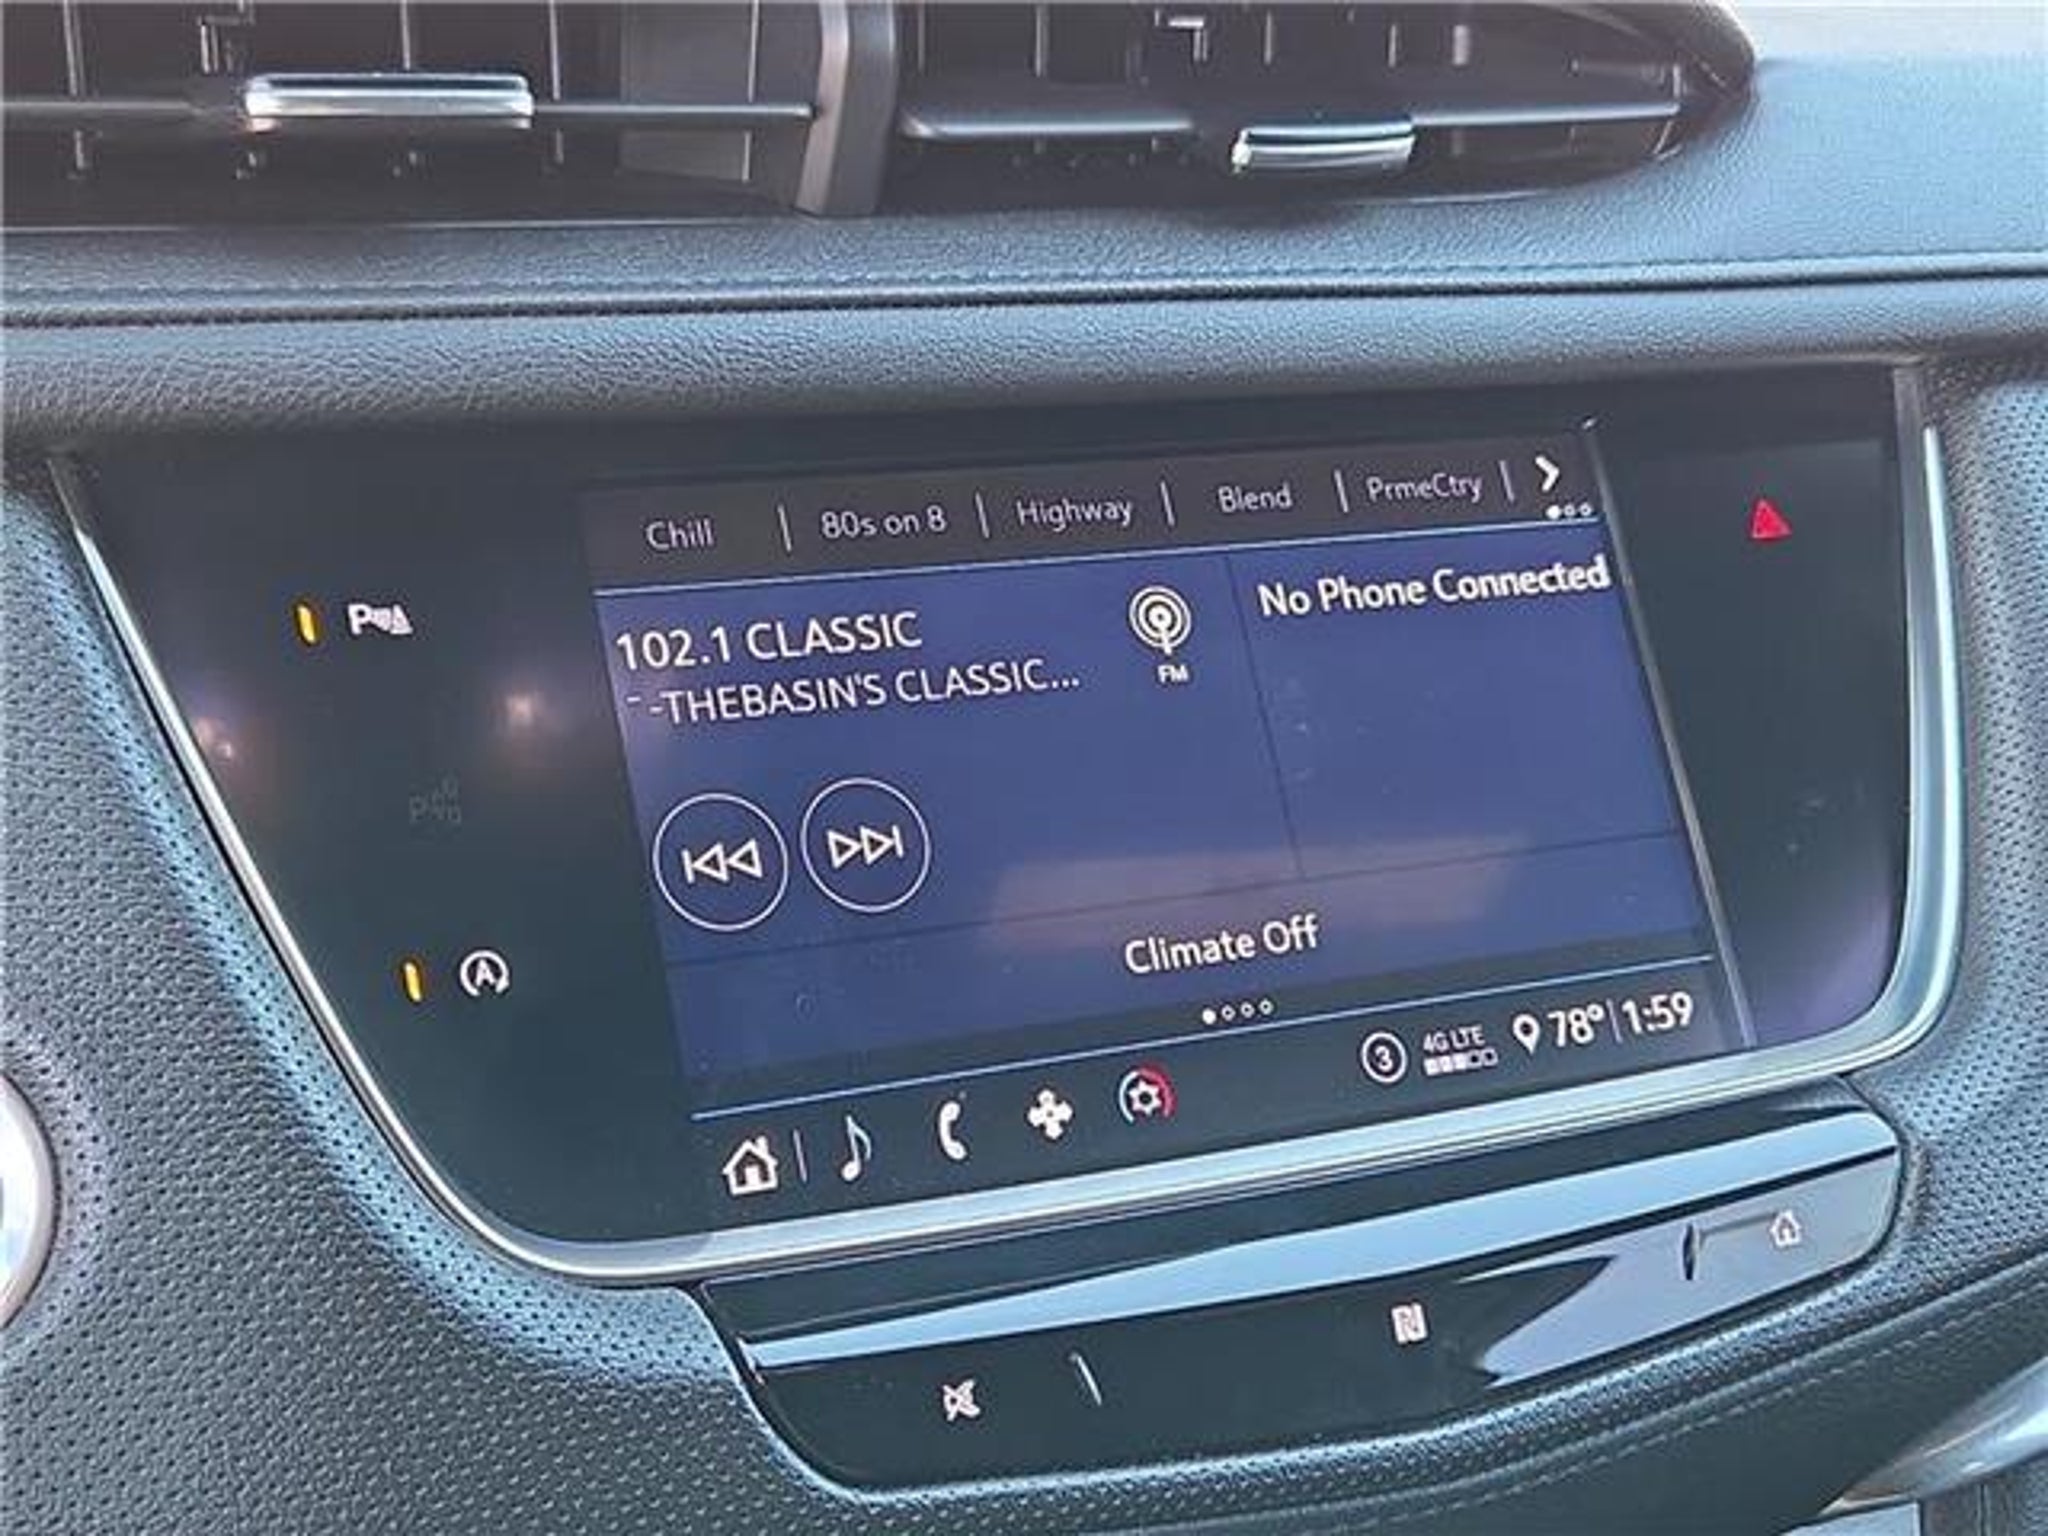 Chill | 80s on 8 | Highway | Blend | PrmeCtry |
102.1 CLASSIC
- -THEBASIN'S CLASSIC...
FM
No Phone Connected
P
A
Climate Off
3
4G LTE
78° | 1:59
N